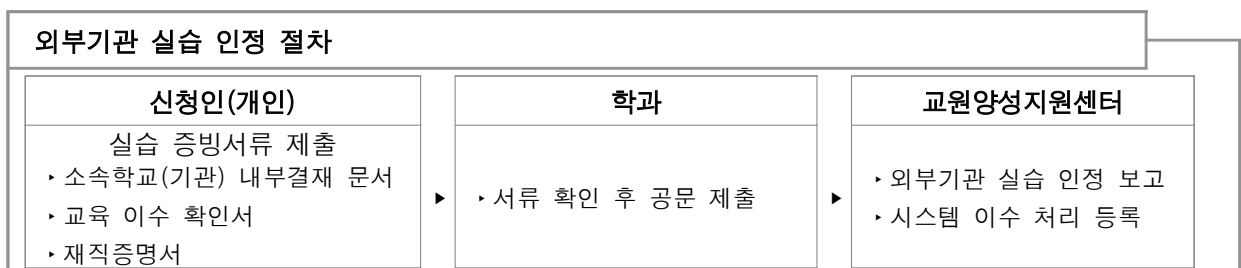 외부기관 실습 인정 절차
신청인(개인)
실습 증빙서류 제출
‣소속학교(기관) 내부결재 문서
‣교육 이수 확인서
‣재직증명서
▶
학과
‣서류 확인 후 공문 제출
▶
교원양성지원센터
‣외부기관 실습 인정 보고
‣시스템 이수 처리 등록